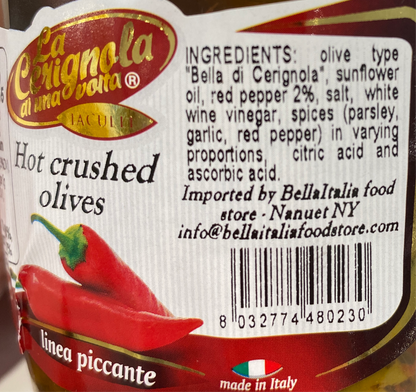 La
Cerignola
di una volta®
IACULLI
Hot crushed
olives
linea piccante
INGREDIENTS: olive type
"Bella di Cerignola", sunflower
oil, red pepper 2%, salt, white
wine vinegar, spices (parsley,
garlic, red pepper) in varying
proportions, citric acid and
ascorbic acid.
Imported by BellaItalia food
store - Nanuet NY
info@bellaitaliafoodstore.com
8 032774 480230
made in Italy